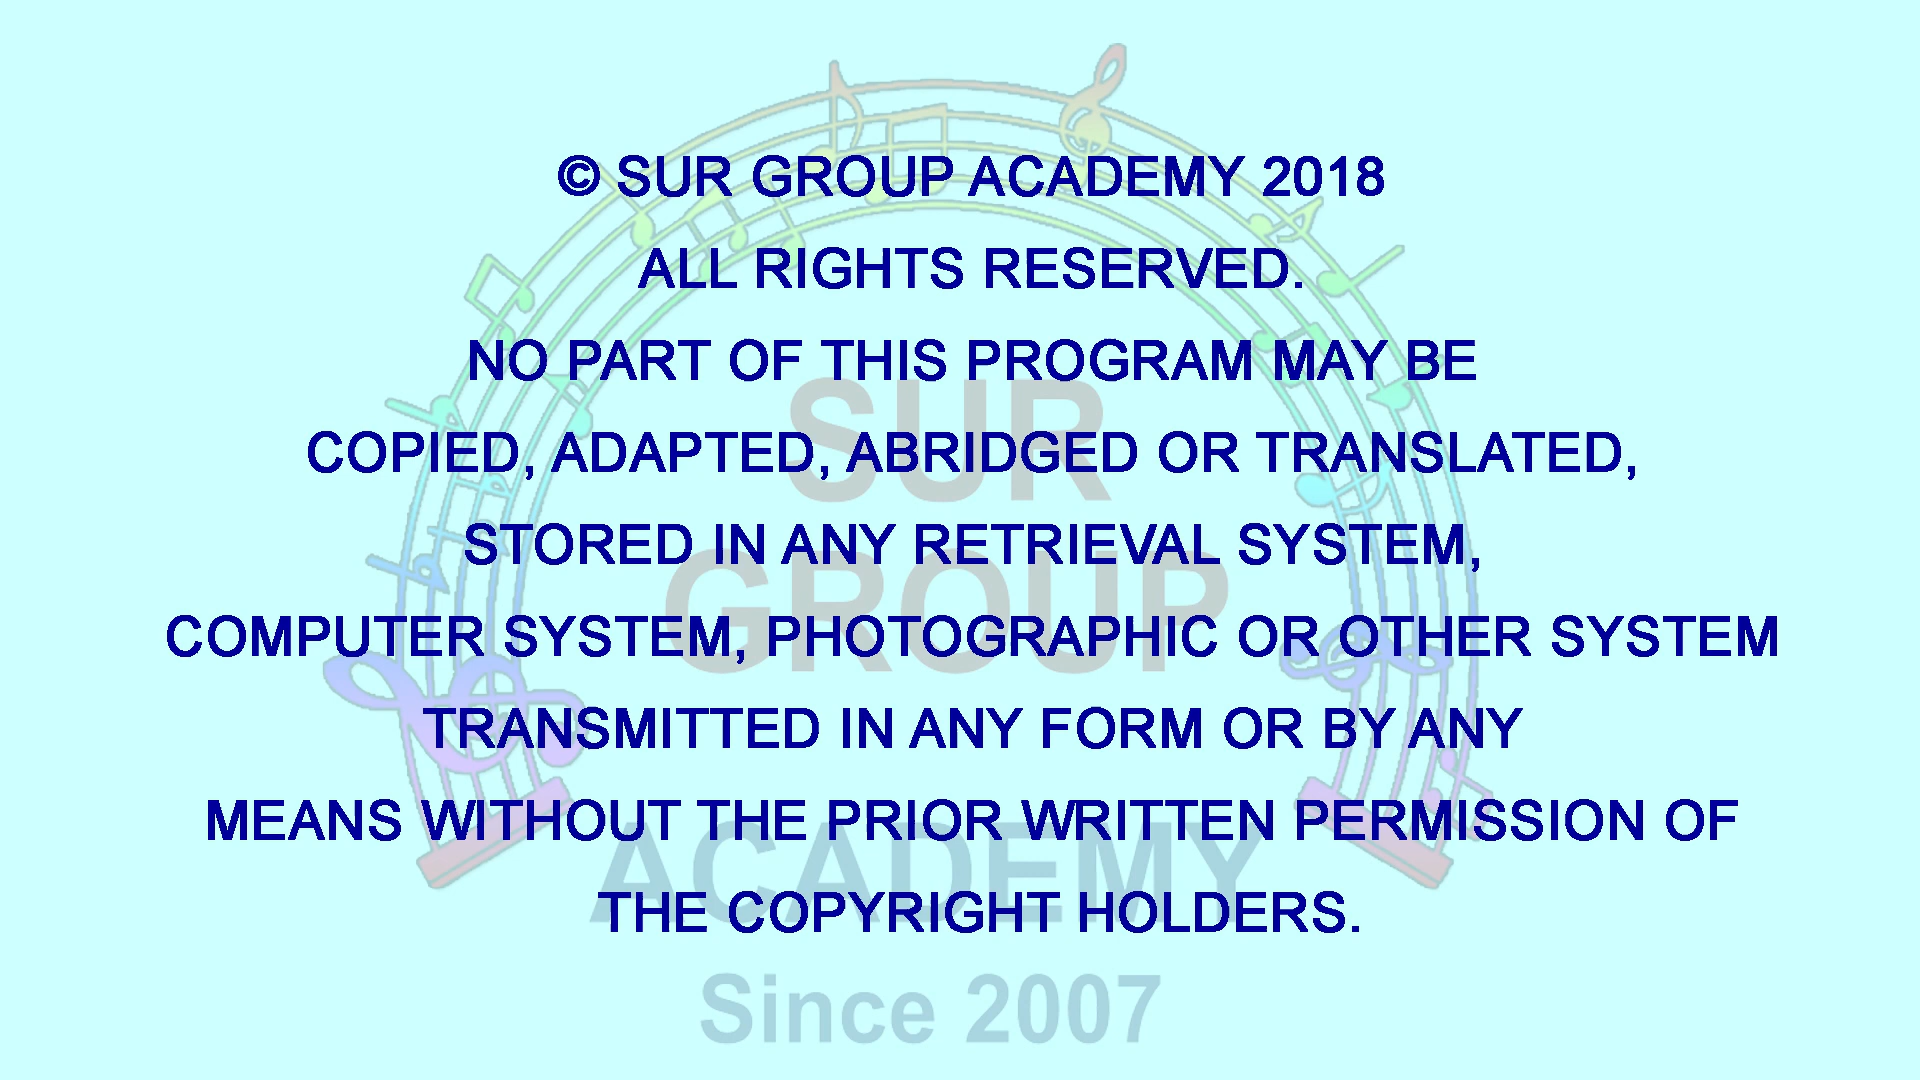 © SUR GROUP ACADEMY 2018
ALL RIGHTS RESERVED.
NO PART OF THIS PROGRAM MAY BE
COPIED, ADAPTED, ABRIDGED OR TRANSLATED,
STORED IN ANY RETRIEVAL SYSTEM,
COMPUTER SYSTEM, PHOTOGRAPHIC OR OTHER SYSTEM
TRANSMITTED IN ANY FORM OR BY ANY
MEANS WITHOUT THE PRIOR WRITTEN PERMISSION OF
THE COPYRIGHT HOLDERS.
SUR
GROUP
ACADEMY
Since 2007